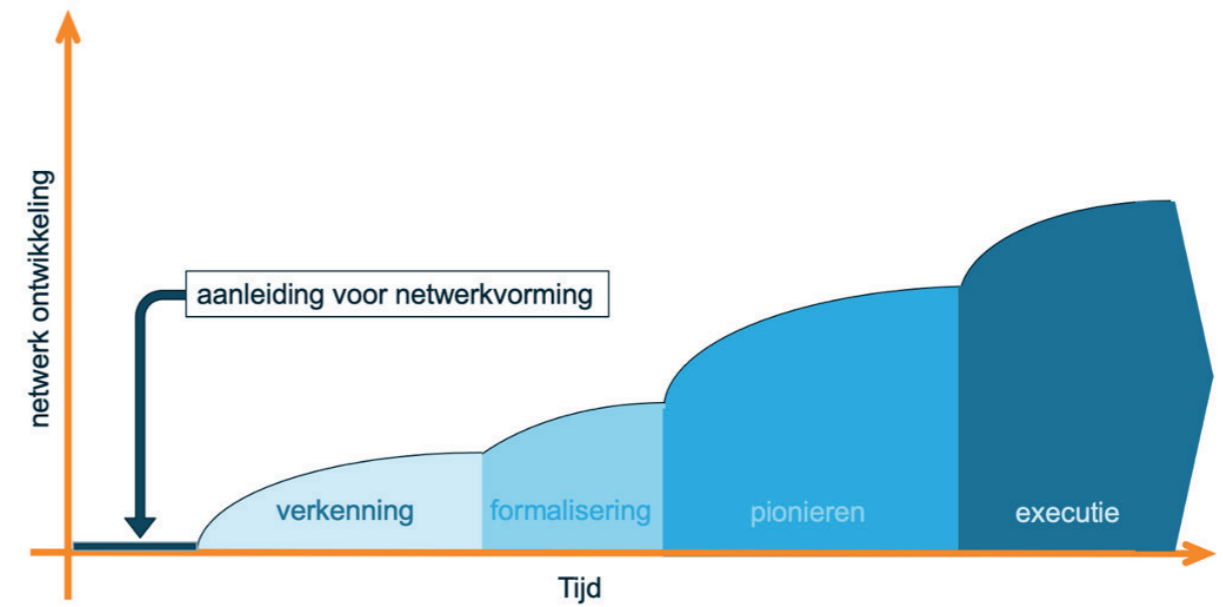 netwerk ontwikkeling
aanleiding voor netwerkvorming
verkenning
formalisering
pionieren
executie
Tijd